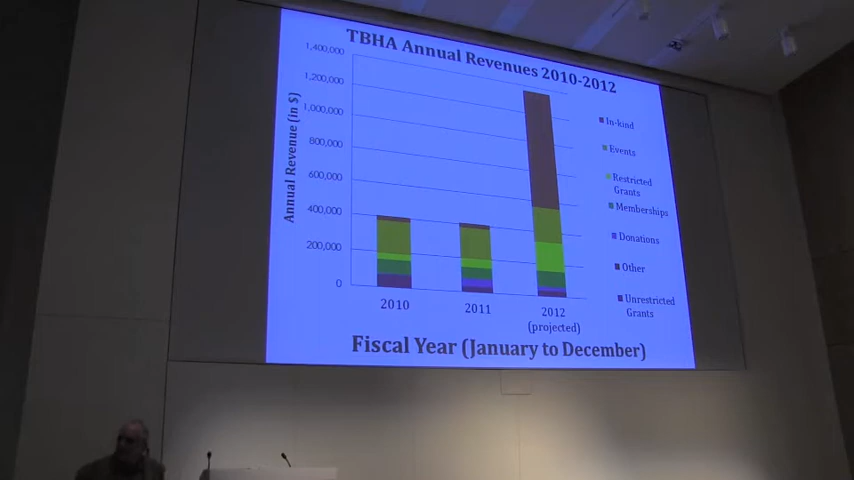 TBHA Annual Revenues 2010-2012
1,400,000
1,200,000
1,000,000
800,000
600,000
400,000
200,000
0
Annual Revenue (in $)
2010
2011
2012
(projected)
Fiscal Year (January to December)
In-kind
Events
Restricted
Grants
Memberships
Donations
Other
Unrestricted
Grants